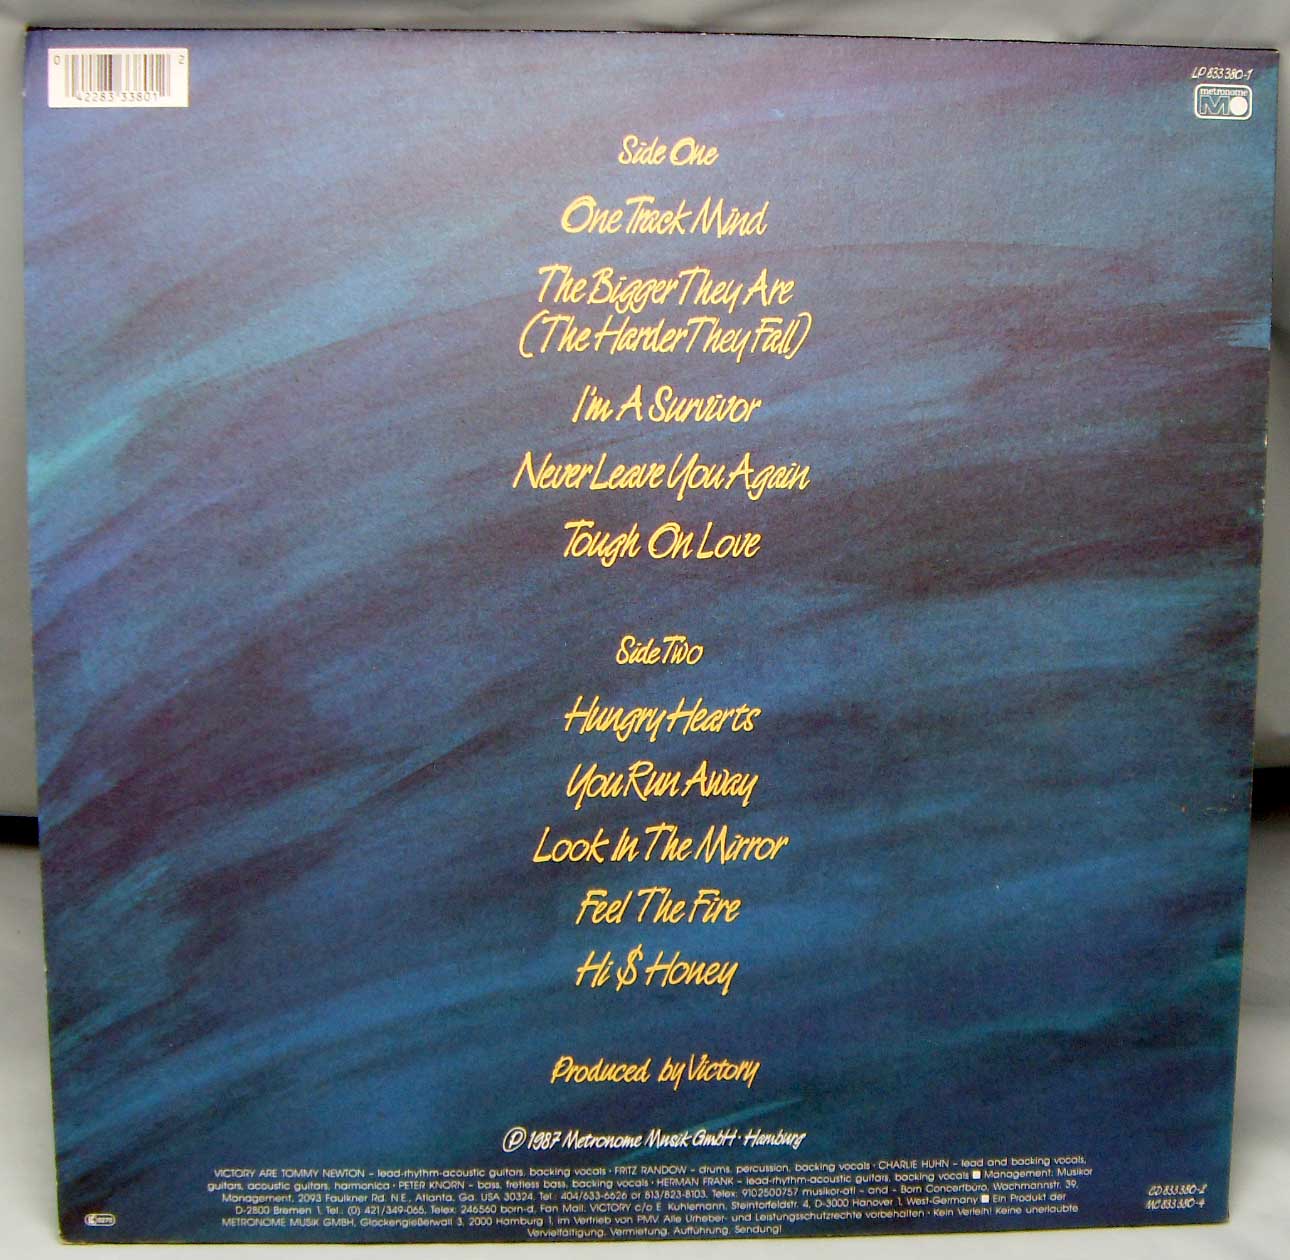 0 42283 33801 2
LP 833 380-1
metronome
Side One
One Track Mind
The Bigger They Are
(The Harder They Fall)
I'm A Survivor
Never Leave You Again
Tough On Love
Side Two
Hungry Hearts
You Run Away
Look In The Mirror
Feel The Fire
Hi $ Honey
Produced by Victory
Ⓟ 1987 Metronome Musik GmbH · Hamburg
VICTORY ARE TOMMY NEWTON – lead-rhythm-acoustic guitars, backing vocals · FRITZ RANDOW – drums, percussion, backing vocals · CHARLIE HUHN – lead and backing vocals,
guitars, acoustic guitars, harmonica · PETER KNORN – bass, fretless bass, backing vocals · HERMAN FRANK – lead-rhythm-acoustic guitars, backing vocals ■ Management: Musikor
Management, 2093 Faulkner Rd. N.E., Atlanta, Ga. USA 30324, Tel.: 404/633-6626 or 813/823-8103, Telex: 9102500757 musikor-atl – and – Born Concertbüro, Wachmannstr. 39,
D-2800 Bremen 1, Tel.: (0) 421/349-065, Telex: 246560 born-d, Fan Mail: VICTORY c/o E. Kuhlemann, Steintorfeldstr. 4, D-3000 Hanover 1, West-Germany ■ Ein Produkt der
METRONOME MUSIK GMBH, Glockengießerwall 3, 2000 Hamburg 1, im Vertrieb von PMV Alle Urheber- und Leistungsschutzrechte vorbehalten · Kein Verleih! Keine unerlaubte
Vervielfältigung, Vermietung, Aufführung, Sendung!
CD 833 380-2
MC 833 380-4